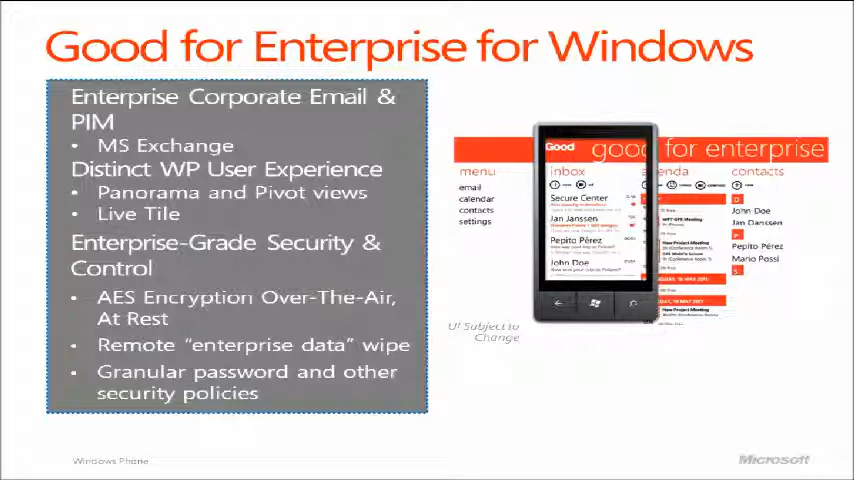 Good for Enterprise for Windows
Enterprise Corporate Email &
PIM
• MS Exchange
Distinct WP User Experience
• Panorama and Pivot views
• Live Tile
Enterprise-Grade Security &
Control
• AES Encryption Over-The-Air,
At Rest
• Remote “enterprise data” wipe
• Granular password and other
security policies
Good
good for enterprise
menu
email
calendar
contacts
settings
inbox
Secure Center
Jan Janssen
Pepito Pérez
John Doe
contacts
John Doe
Jan Danssen
Pepito Pérez
Mario Possi
UI Subject to
Change
Windows Phone
Microsoft